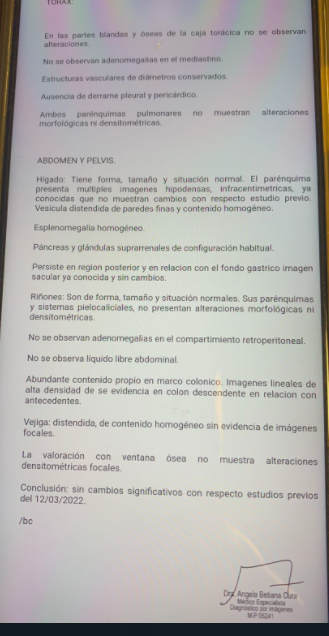 TORAX:
En las partes blandas y óseas de la caja torácica no se observan
alteraciones.
No se observan adenomegalias en el mediastino.
Estructuras vasculares de diámetros conservados.
Ausencia de derrame pleural y pericárdico.
Ambos parénquimas pulmonares no muestran alteraciones
morfológicas ni densitométricas.
ABDOMEN Y PELVIS.
Hígado: Tiene forma, tamaño y situación normal. El parénquima
presenta multiples imagenes hipodensas, infracentimetricas, ya
conocidas que no muestran cambios con respecto estudio previo.
Vesícula distendida de paredes finas y contenido homogéneo.
Esplenomegalia homogéneo.
Páncreas y glándulas suprarrenales de configuración habitual.
Persiste en region posterior y en relacion con el fondo gastrico imagen
sacular ya conocida y sin cambios.
Riñones: Son de forma, tamaño y situación normales. Sus parénquimas
y sistemas pielocaliciales, no presentan alteraciones morfológicas ni
densitométricas.
No se observan adenomegalias en el compartimiento retroperitoneal.
No se observa líquido libre abdominal.
Abundante contenido propio en marco colonico. Imagenes lineales de
alta densidad de se evidencia en colon descendente en relacion con
antecedentes.
Vejiga: distendida, de contenido homogéneo sin evidencia de imágenes
focales.
La valoración con ventana ósea no muestra alteraciones
densitométricas focales.
Conclusión: sin cambios significativos con respecto estudios previos
del 12/03/2022.
/bc
Dra. Angela Betiana
Médico Especialista
Diagnóstico por imágenes